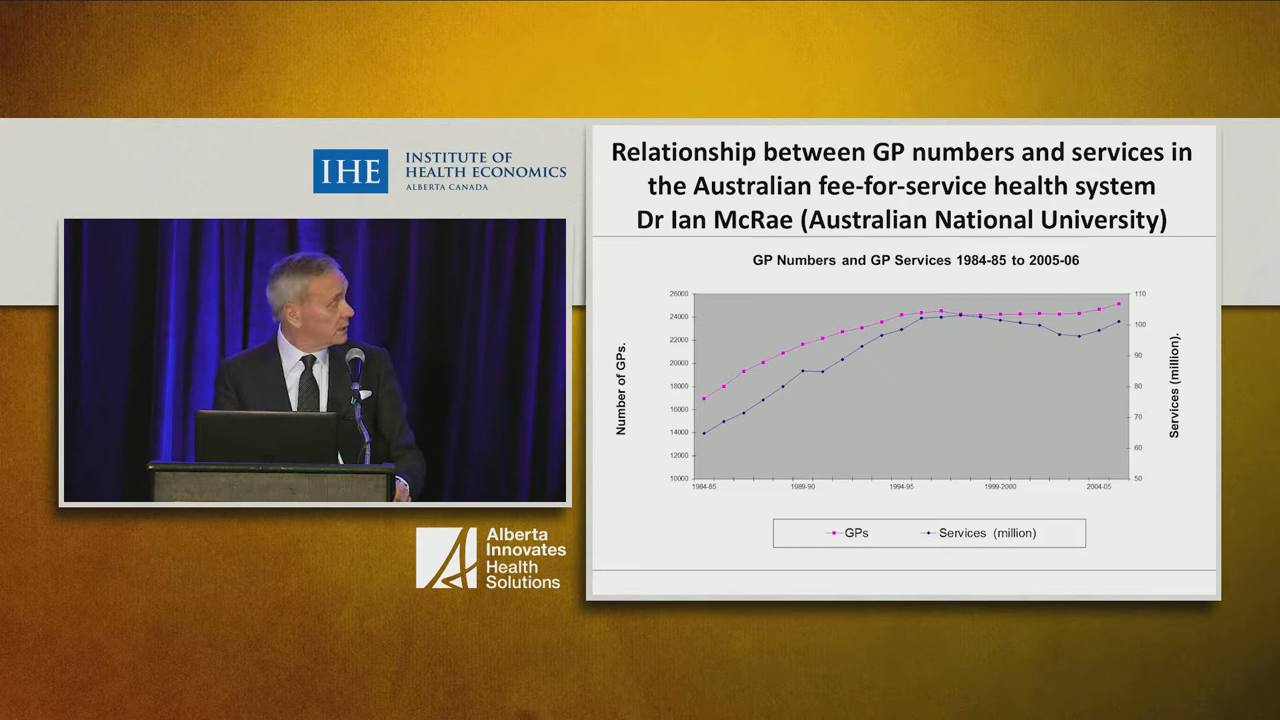 IHE
INSTITUTE OF
HEALTH ECONOMICS
ALBERTA CANADA
Alberta
Innovates
Health
Solutions
Relationship between GP numbers and services in
the Australian fee-for-service health system
Dr Ian McRae (Australian National University)
GP Numbers and GP Services 1984-85 to 2005-06
Number of GPs.
26000
24000
22000
20000
18000
16000
14000
12000
10000
110
100
90
80
70
60
50
Services (million).
1984-85
1989-90
1994-95
1999-2000
2004-05
GPs
Services (million)